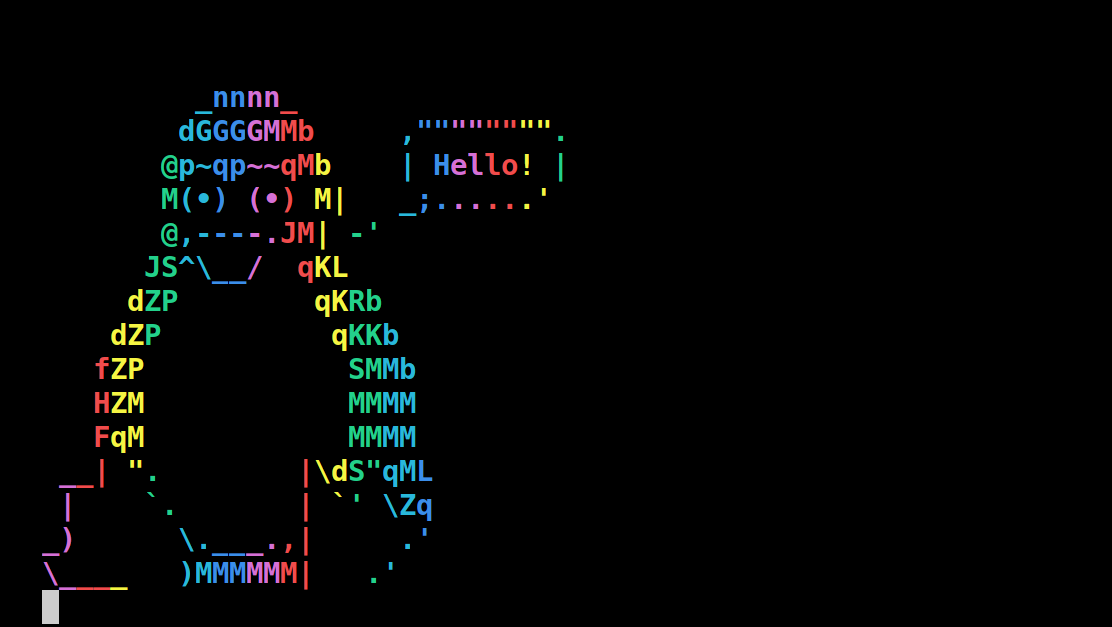 _nnnn_
        dGGGGMMb     ,"""""""".
       @p~qp~~qMb    | Hello! |
       M(•) (•) M|   _;......'
       @,----.JM| -'
      JS^\__/  qKL
     dZP        qKRb
    dZP          qKKb
   fZP            SMMb
   HZM            MMMM
   FqM            MMMM
 __| ".        |\dS"qML
 |    `.       | `' \Zq
_)      \.___.,|     .'
\____   )MMMMMM|   .'